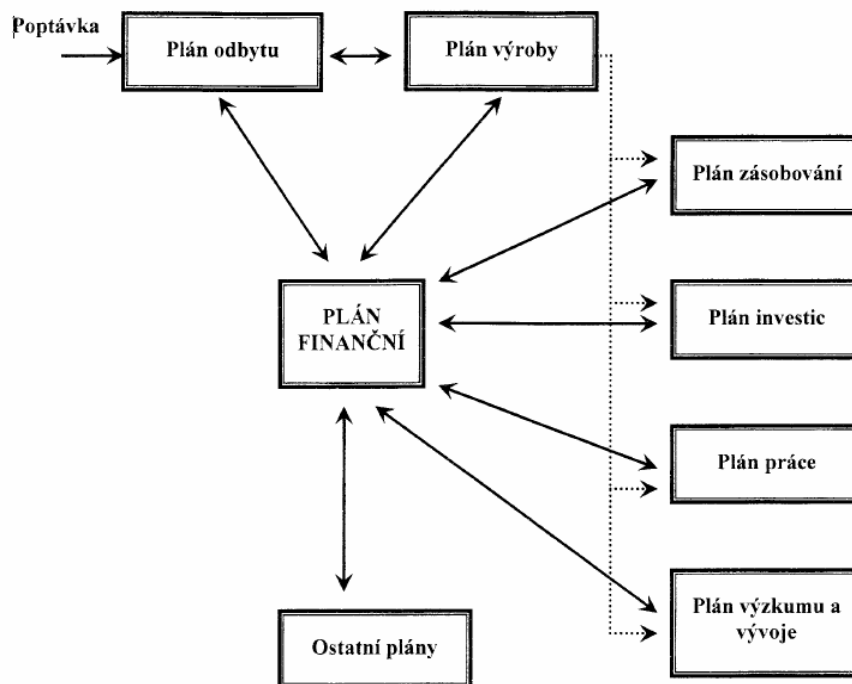 Poptávka
Plán odbytu
Plán výroby
Plán zásobování
PLÁN
FINANČNÍ
Plán investic
Plán práce
Plán výzkumu a
vývoje
Ostatní plány